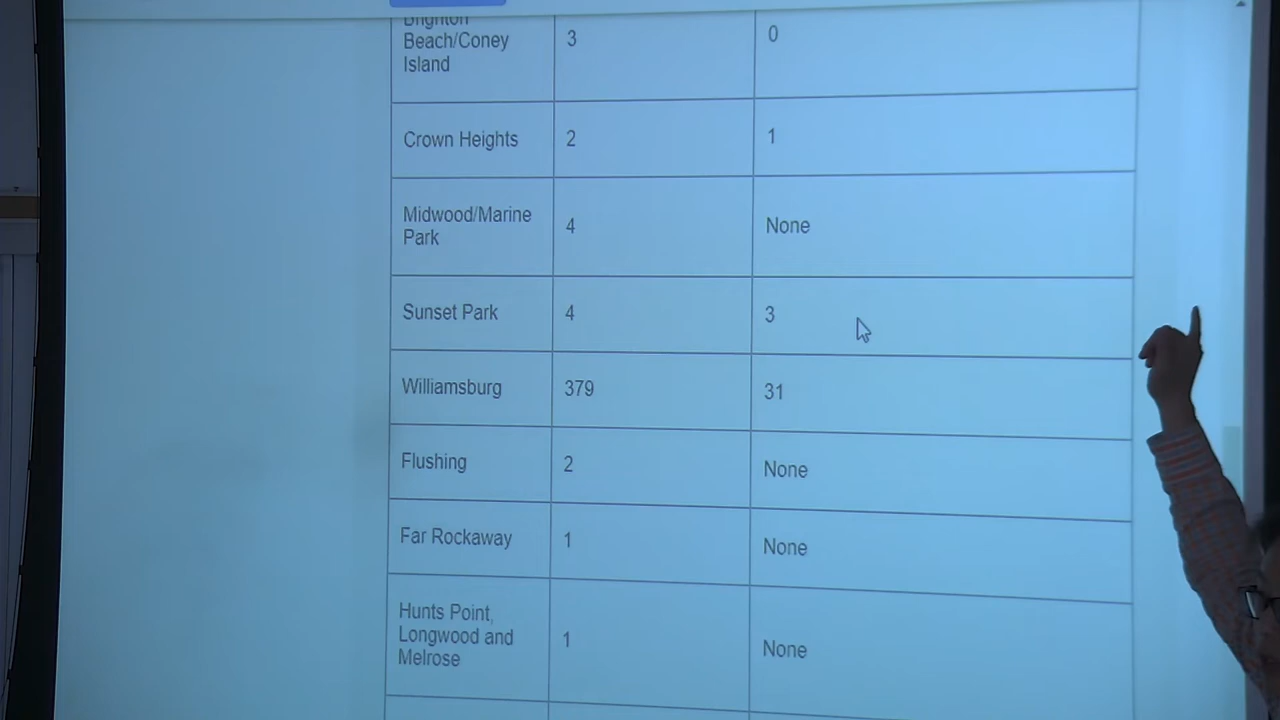 Brighton
Beach/Coney
Island
3
0
Crown Heights
2
1
Midwood/Marine
Park
4
None
Sunset Park
4
3
Williamsburg
379
31
Flushing
2
None
Far Rockaway
1
None
Hunts Point,
Longwood and
Melrose
1
None